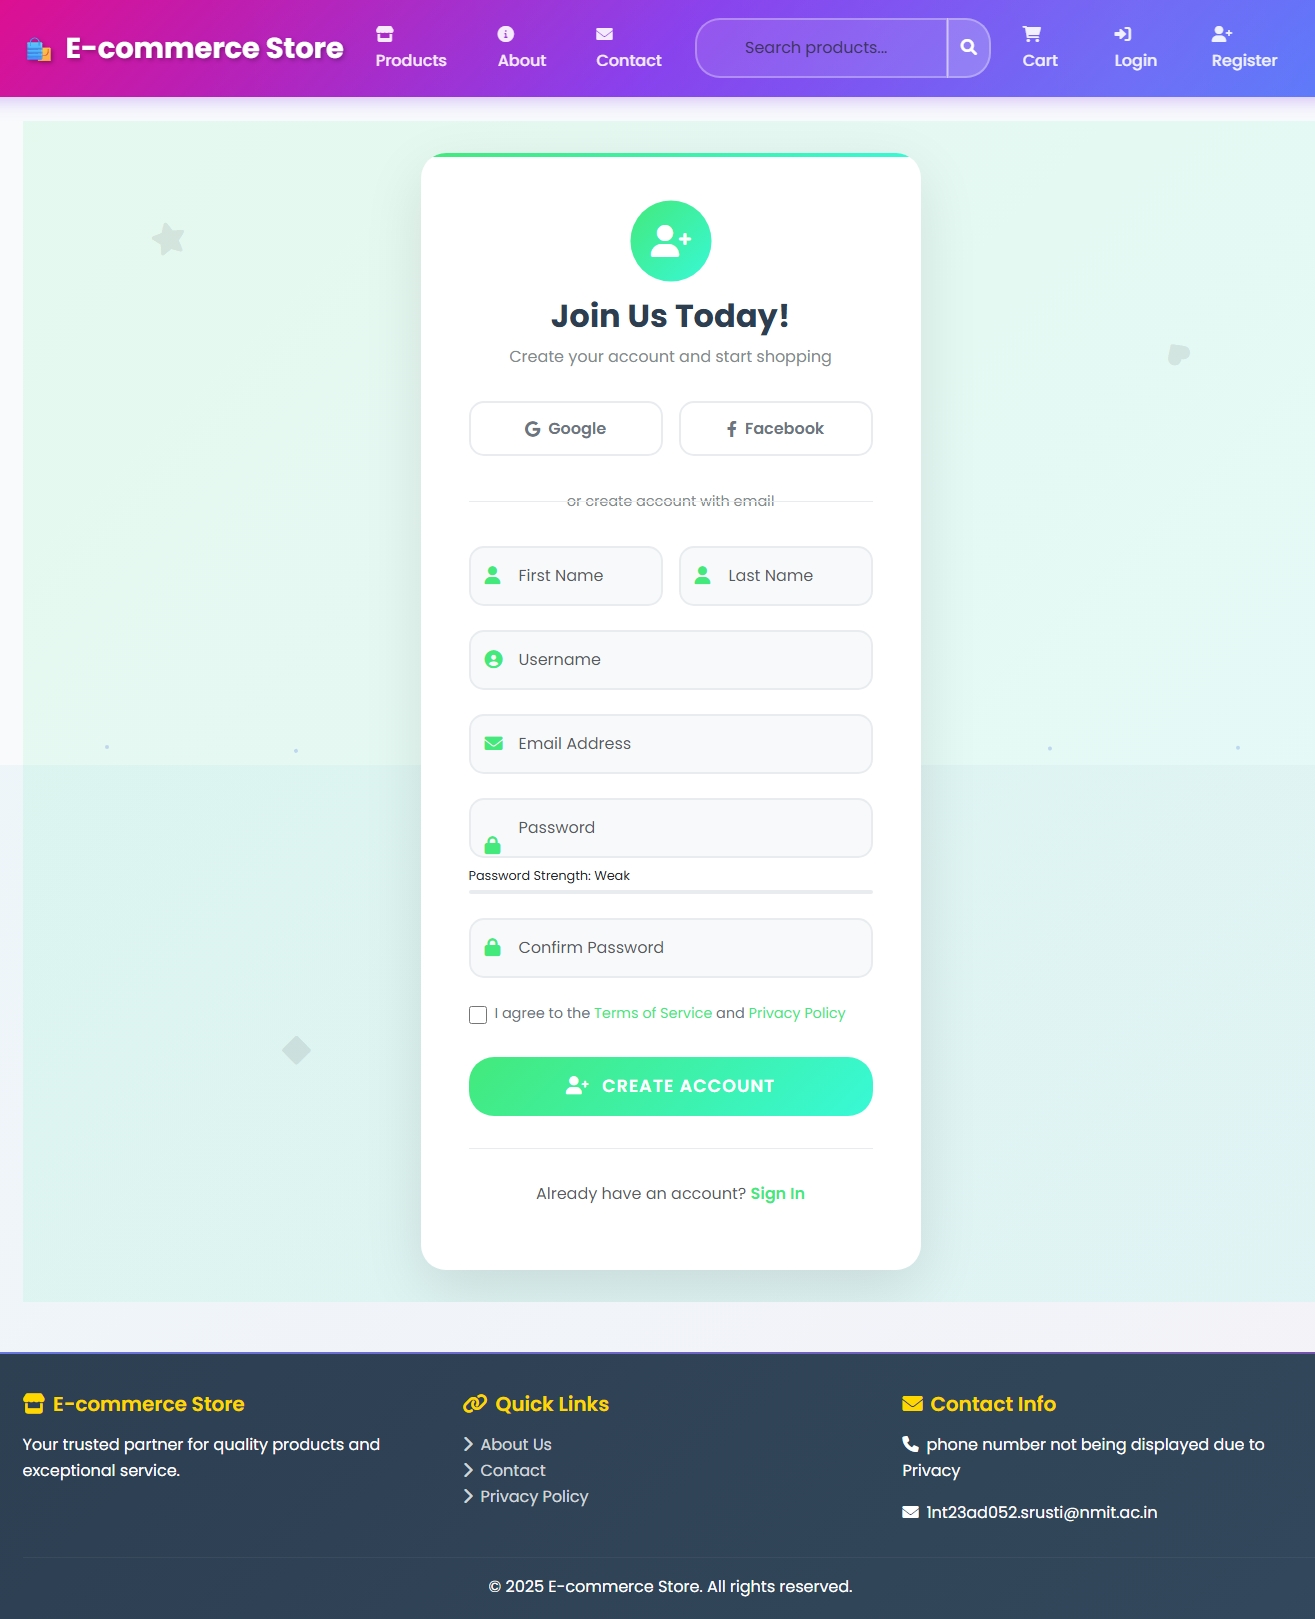 E-commerce Store
Products
About
Contact
Search products...
Cart
Login
Register
Join Us Today!
Create your account and start shopping
Google
Facebook
or create account with email
First Name
Last Name
Username
Email Address
Password
Password Strength: Weak
Confirm Password
I agree to the Terms of Service and Privacy Policy
CREATE ACCOUNT
Already have an account? Sign In
E-commerce Store
Your trusted partner for quality products and
exceptional service.
Quick Links
About Us
Contact
Privacy Policy
Contact Info
phone number not being displayed due to
Privacy
1nt23ad052.srusti@nmit.ac.in
© 2025 E-commerce Store. All rights reserved.